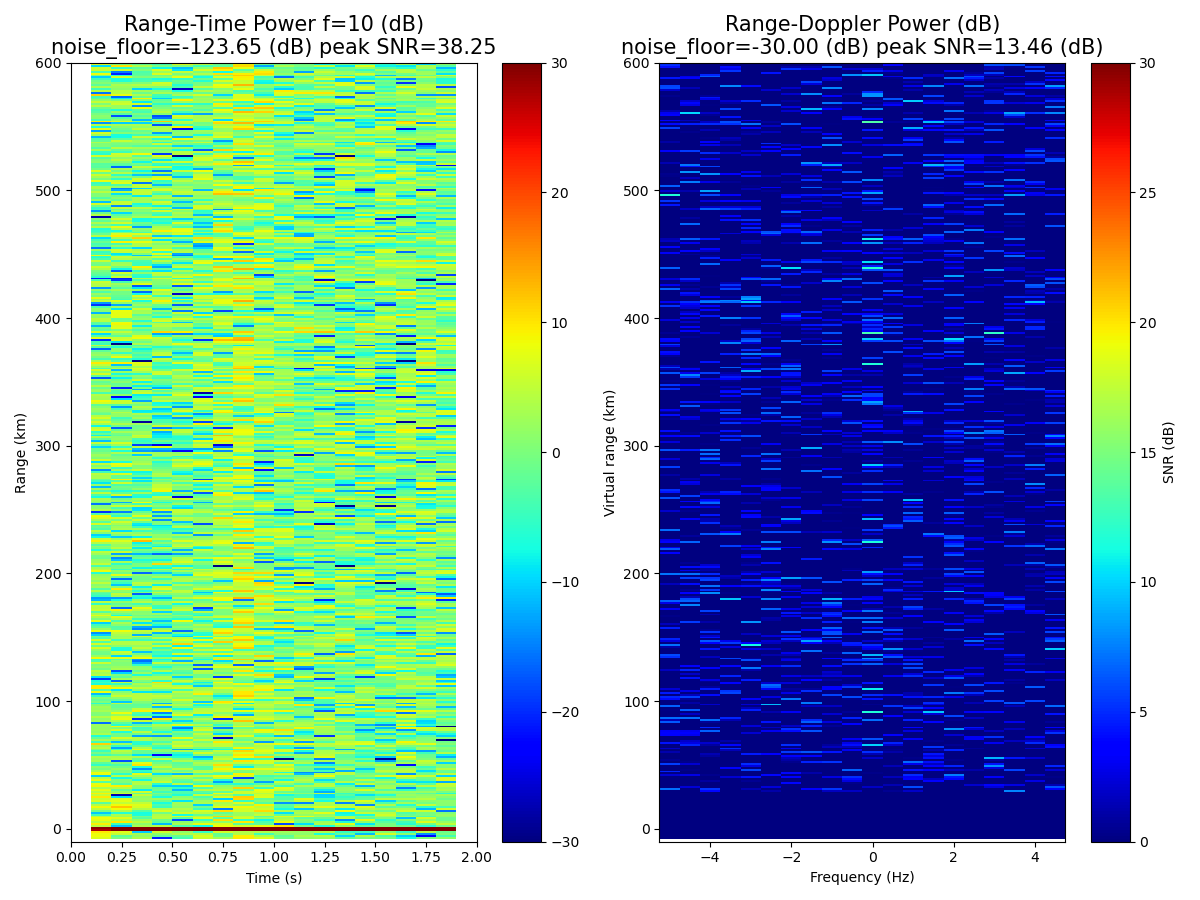 Range-Time Power f=10 (dB)
noise_floor=-123.65 (dB) peak SNR=38.25
Range (km)
600
500
400
300
200
100
0
0.00 0.25 0.50 0.75 1.00 1.25 1.50 1.75 2.00
Time (s)
30
20
10
0
−10
−20
−30
Range-Doppler Power (dB)
noise_floor=-30.00 (dB) peak SNR=13.46 (dB)
Virtual range (km)
600
500
400
300
200
100
0
−4 −2 0 2 4
Frequency (Hz)
30
25
20
15
10
5
0
SNR (dB)